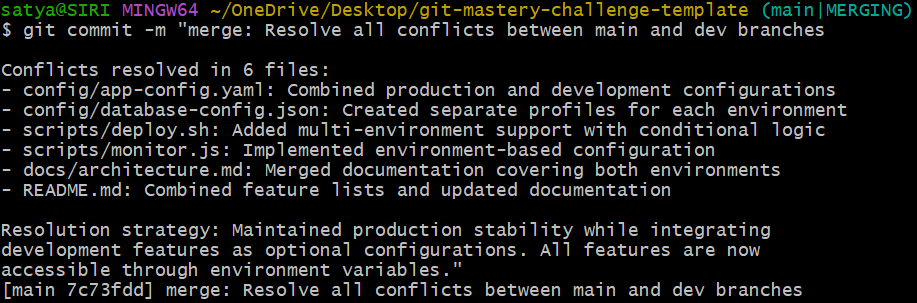 satya@SIRI MINGW64 ~/OneDrive/Desktop/git-mastery-challenge-template (main|MERGING)
$ git commit -m "merge: Resolve all conflicts between main and dev branches
Conflicts resolved in 6 files:
- config/app-config.yaml: Combined production and development configurations
- config/database-config.json: Created separate profiles for each environment
- scripts/deploy.sh: Added multi-environment support with conditional logic
- scripts/monitor.js: Implemented environment-based configuration
- docs/architecture.md: Merged documentation covering both environments
- README.md: Combined feature lists and updated documentation
Resolution strategy: Maintained production stability while integrating
development features as optional configurations. All features are now
accessible through environment variables."
[main 7c73fdd] merge: Resolve all conflicts between main and dev branches